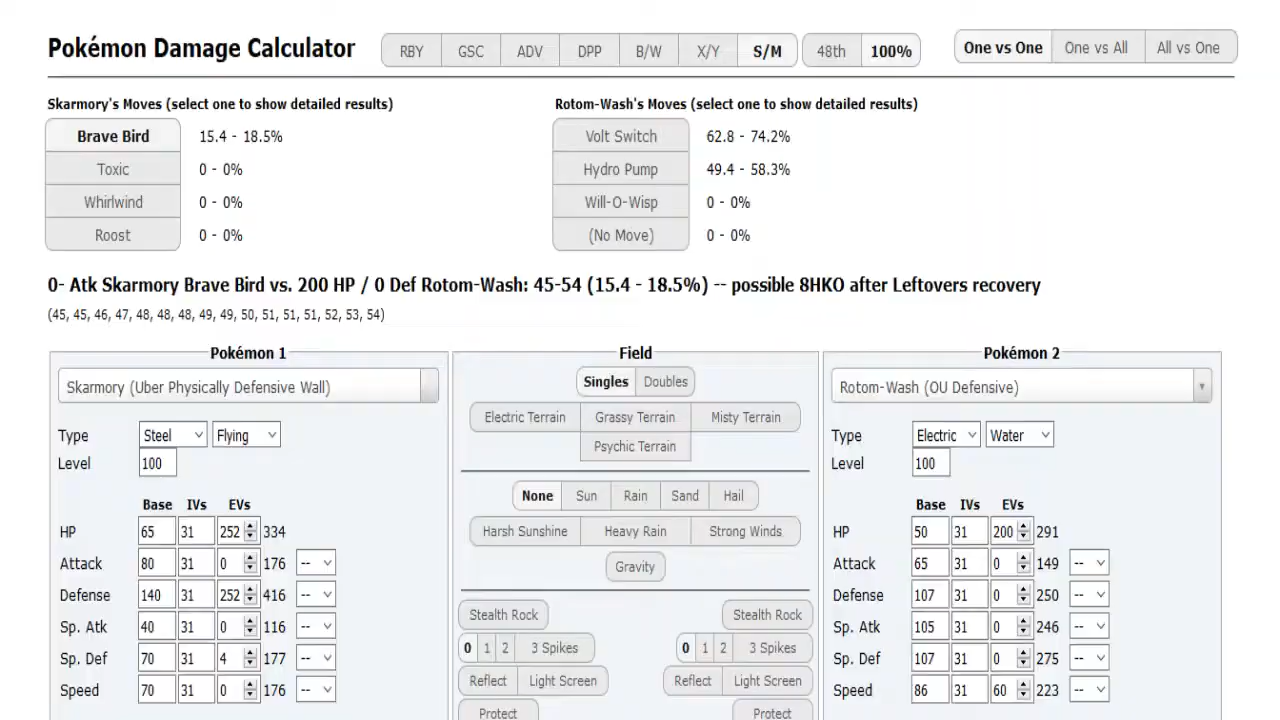 Pokémon Damage Calculator RBY GSC ADV DPP B/W X/Y S/M 48th 100% One vs One One vs All All vs One
Skarmory's Moves (select one to show detailed results) Rotom-Wash's Moves (select one to show detailed results)
Brave Bird 15.4 - 18.5% Volt Switch 62.8 - 74.2%
Toxic 0 - 0% Hydro Pump 49.4 - 58.3%
Whirlwind 0 - 0% Will-O-Wisp 0 - 0%
Roost 0 - 0% (No Move) 0 - 0%
0- Atk Skarmory Brave Bird vs. 200 HP / 0 Def Rotom-Wash: 45-54 (15.4 - 18.5%) -- possible 8HKO after Leftovers recovery
(45, 45, 46, 47, 48, 48, 48, 49, 49, 50, 51, 51, 51, 52, 53, 54)
Pokémon 1
Skarmory (Uber Physically Defensive Wall)
Type Steel Flying
Level 100
Base IVs EVs
HP 65 31 252 334
Attack 80 31 0 176 --
Defense 140 31 252 416 --
Sp. Atk 40 31 0 116 --
Sp. Def 70 31 4 177 --
Speed 70 31 0 176 --
Field
Singles Doubles
Electric Terrain Grassy Terrain Misty Terrain
Psychic Terrain
None Sun Rain Sand Hail
Harsh Sunshine Heavy Rain Strong Winds
Gravity
Stealth Rock Stealth Rock
0 1 2 3 Spikes 0 1 2 3 Spikes
Reflect Light Screen Reflect Light Screen
Protect Protect
Pokémon 2
Rotom-Wash (OU Defensive)
Type Electric Water
Level 100
Base IVs EVs
HP 50 31 200 291
Attack 65 31 0 149 --
Defense 107 31 0 250 --
Sp. Atk 105 31 0 246 --
Sp. Def 107 31 0 275 --
Speed 86 31 60 223 --